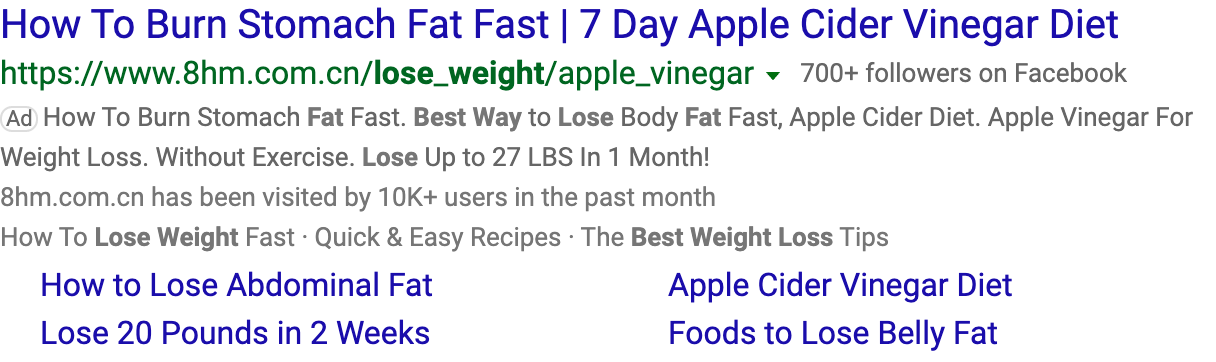 How To Burn Stomach Fat Fast | 7 Day Apple Cider Vinegar Diet
https://www.8hm.com.cn/lose_weight/apple_vinegar 700+ followers on Facebook
Ad How To Burn Stomach Fat Fast. Best Way to Lose Body Fat Fast, Apple Cider Diet. Apple Vinegar For
Weight Loss. Without Exercise. Lose Up to 27 LBS In 1 Month!
8hm.com.cn has been visited by 10K+ users in the past month
How To Lose Weight Fast · Quick & Easy Recipes · The Best Weight Loss Tips
How to Lose Abdominal Fat Apple Cider Vinegar Diet
Lose 20 Pounds in 2 Weeks Foods to Lose Belly Fat